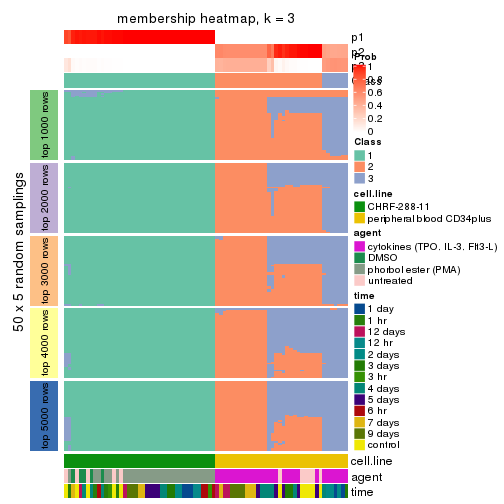 membership heatmap, k = 3
p1
p2
Prob
1
0.8
0.6
0.4
0.2
0
Class
1
2
3
cell.line
CHRF-288-11
peripheral blood CD34plus
agent
cytokines (TPO, IL-3, Flt3-L)
DMSO
phorbol ester (PMA)
untreated
time
1 day
1 hr
12 days
12 hr
2 days
3 days
3 hr
4 days
5 days
6 hr
7 days
9 days
control
50 x 5 random samplings
top 1000 rows
top 2000 rows
top 3000 rows
top 4000 rows
top 5000 rows
cell.line
agent
time